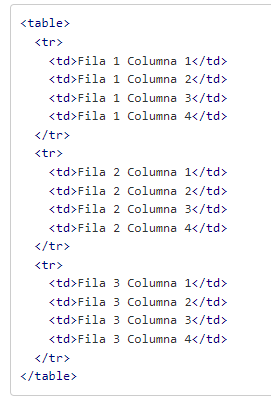 <table>
  <tr>
    <td>Fila 1 Columna 1</td>
    <td>Fila 1 Columna 2</td>
    <td>Fila 1 Columna 3</td>
    <td>Fila 1 Columna 4</td>
  </tr>
  <tr>
    <td>Fila 2 Columna 1</td>
    <td>Fila 2 Columna 2</td>
    <td>Fila 2 Columna 3</td>
    <td>Fila 2 Columna 4</td>
  </tr>
  <tr>
    <td>Fila 3 Columna 1</td>
    <td>Fila 3 Columna 2</td>
    <td>Fila 3 Columna 3</td>
    <td>Fila 3 Columna 4</td>
  </tr>
</table>